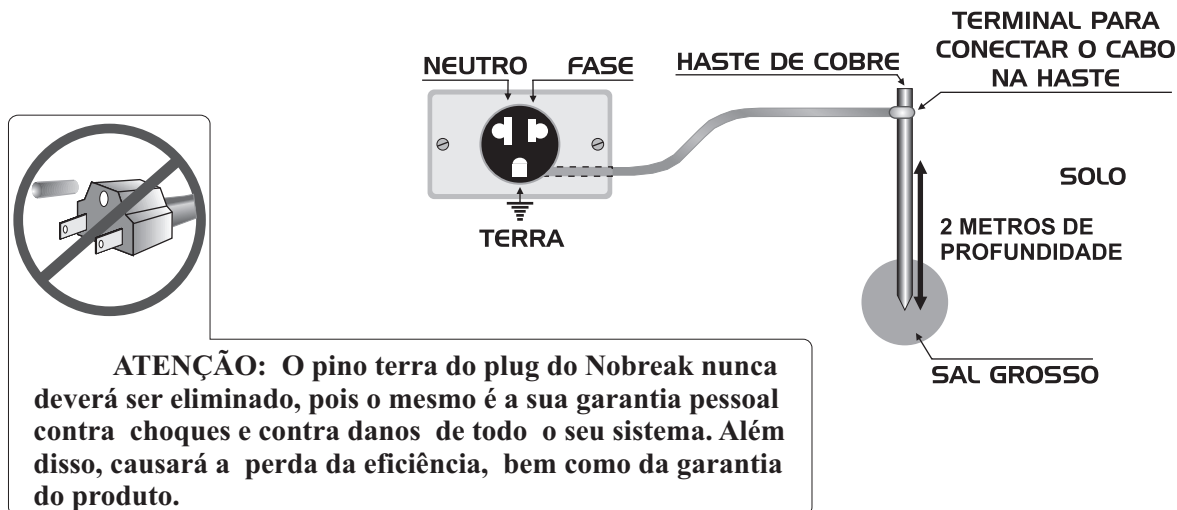 TERMINAL PARA
CONECTAR O CABO
NA HASTE
NEUTRO FASE HASTE DE COBRE
SOLO
2 METROS DE
PROFUNDIDADE
TERRA
SAL GROSSO
ATENÇÃO: O pino terra do plug do Nobreak nunca
deverá ser eliminado, pois o mesmo é a sua garantia pessoal
contra choques e contra danos de todo o seu sistema. Além
disso, causará a perda da eficiência, bem como da garantia
do produto.